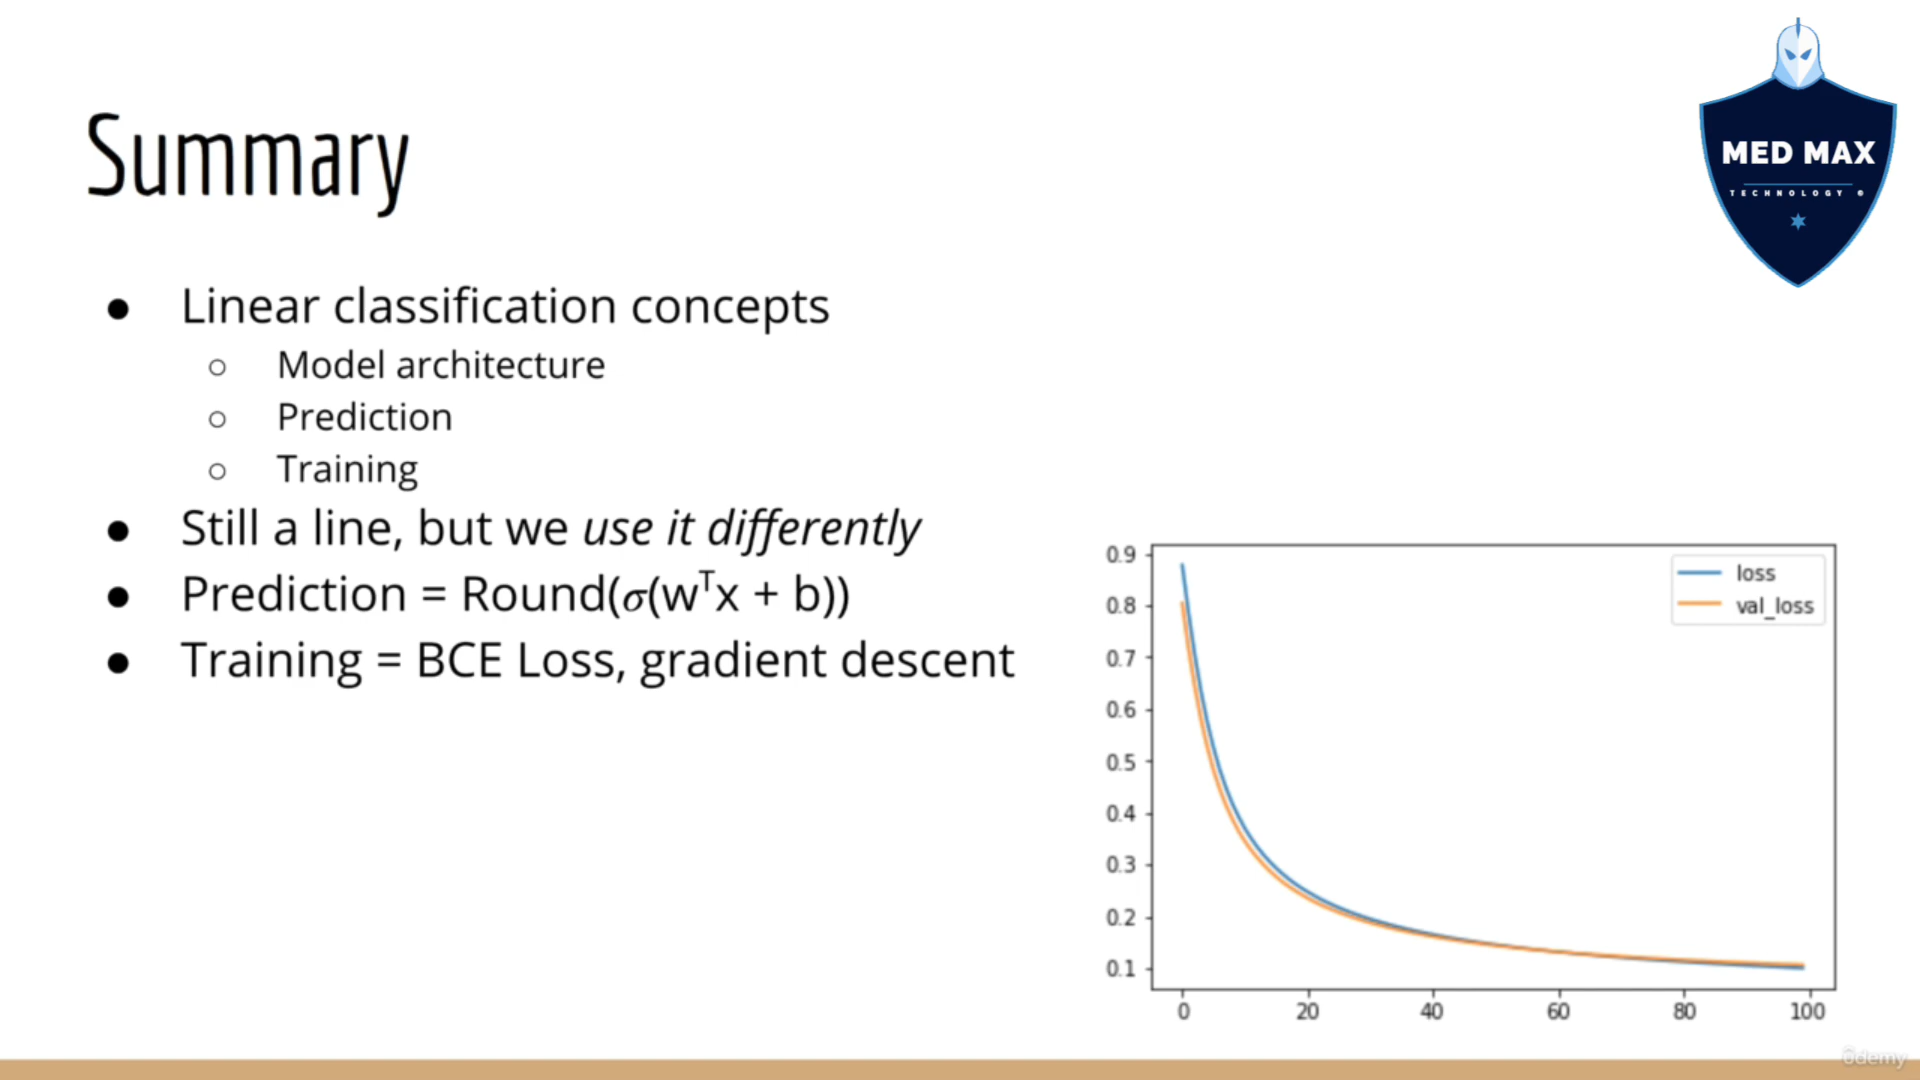 MED MAX
TECHNOLOGY ®
Summary
● Linear classification concepts
○ Model architecture
○ Prediction
○ Training
● Still a line, but we use it differently
● Prediction = Round(σ(wᵀx + b))
● Training = BCE Loss, gradient descent
loss
val_loss
0.9
0.8
0.7
0.6
0.5
0.4
0.3
0.2
0.1
0 20 40 60 80 100
ûdemy